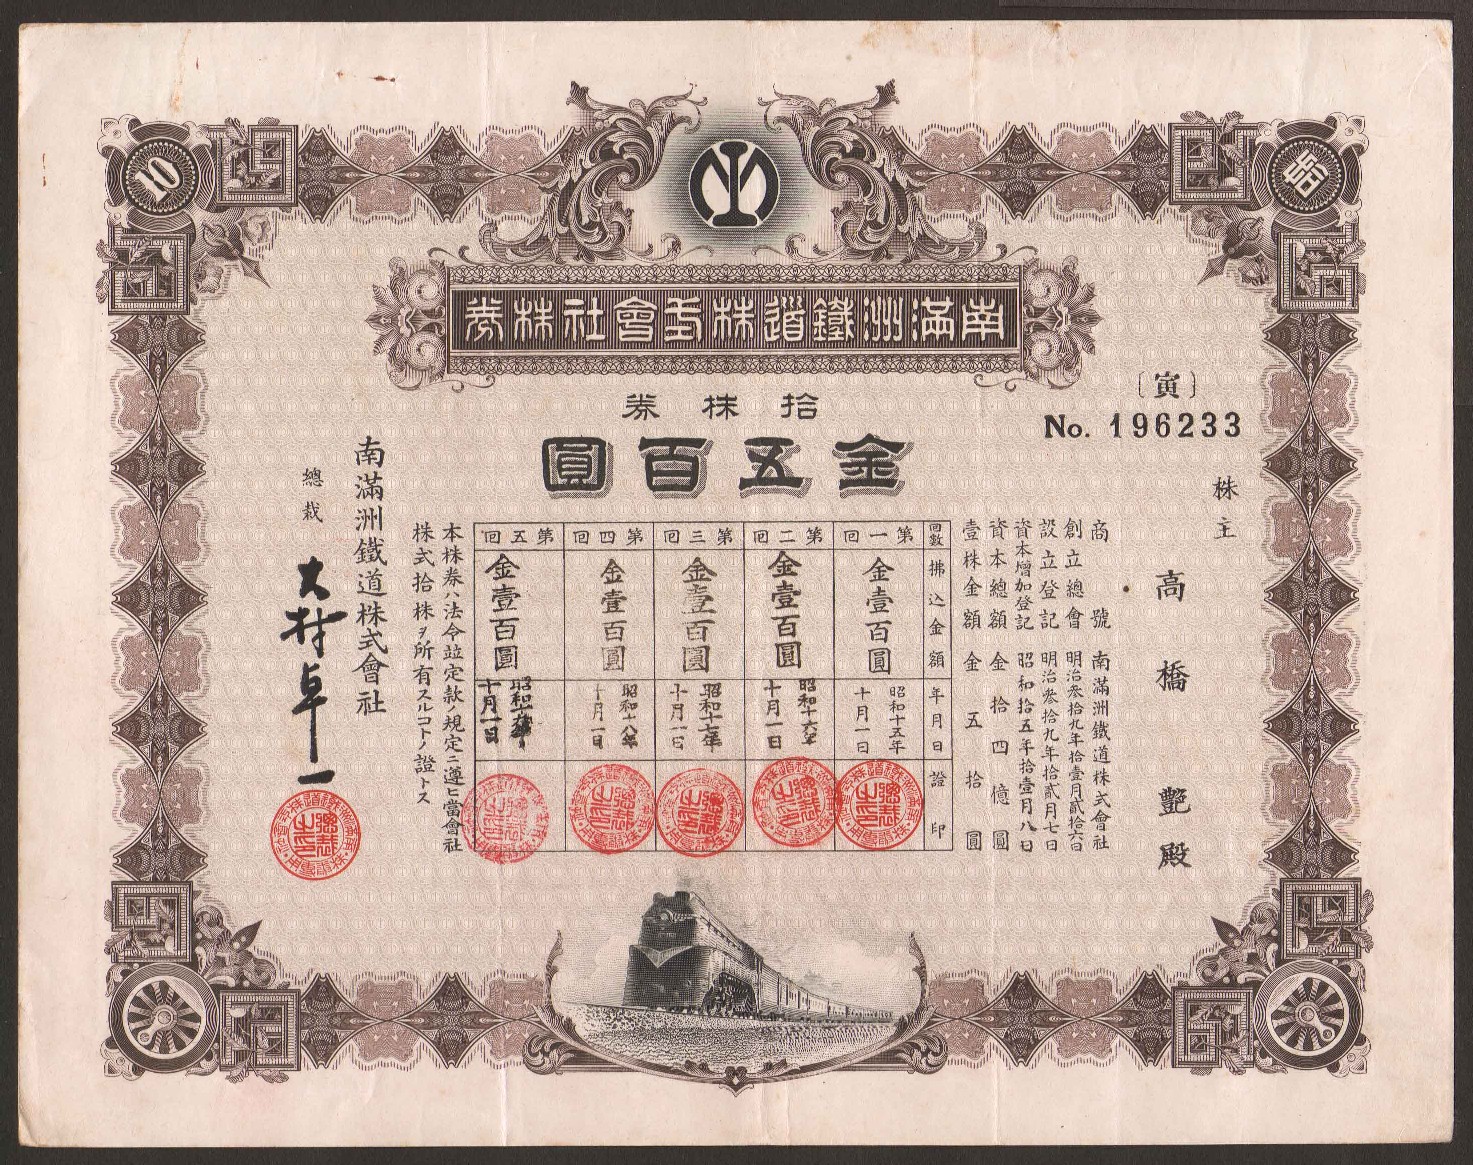 10
拾
南滿洲鐵道株式會社株券
〔寅〕
No. 196233
拾株券
金五百圓
株主
高橋艷殿
商號 南滿洲鐵道株式會社
創立總會 明治參拾九年拾壹月貳拾六日
設立登記 明治參拾九年拾貳月七日
資本增加登記 昭和拾五年拾壹月八日
資本總額 金拾四億圓
壹株金額 金五拾圓
回數 拂込金額 年月日 證印
第一回 金壹百圓 昭和十五年十月一日
第二回 金壹百圓 昭和十六年十月一日
第三回 金壹百圓 昭和十七年十月一日
第四回 金壹百圓 昭和十八年十月一日
第五回 金壹百圓 昭和 十月一日
本株券ハ法令竝定款ノ規定ニ遵ヒ當會社
株式拾株ヲ所有スルコトノ證トス
南滿洲鐵道株式會社
總裁 大村卓一